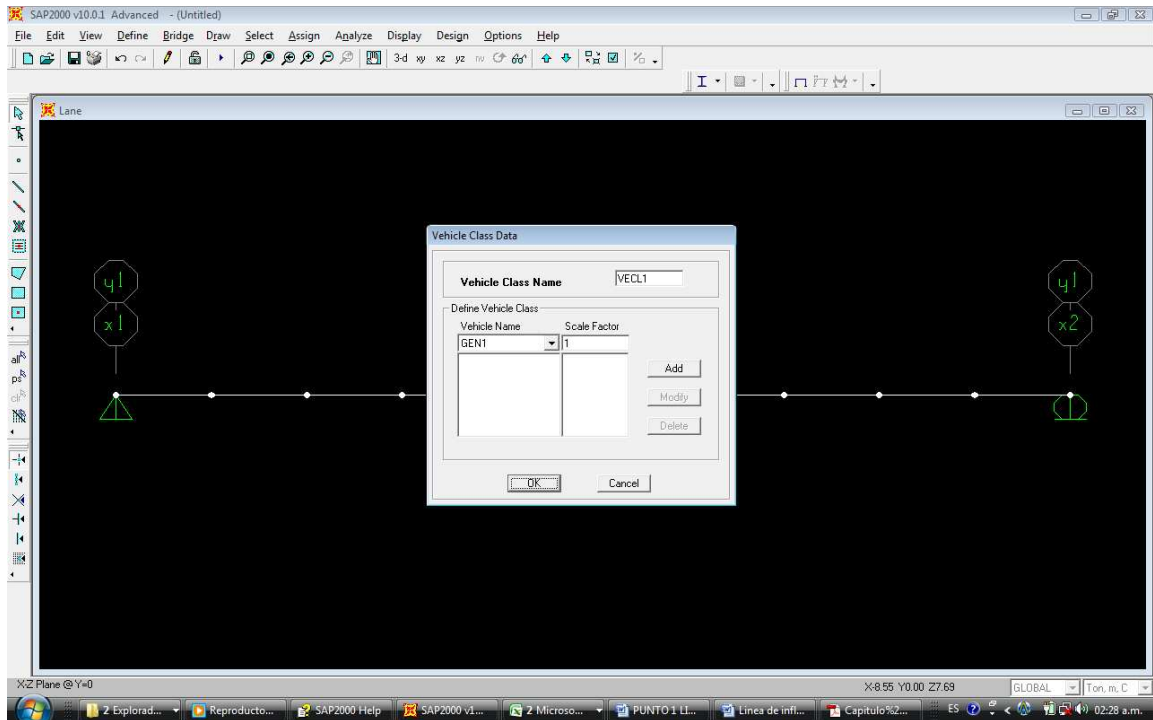 SAP2000 v10.0.1 Advanced - (Untitled)
File Edit View Define Bridge Draw Select Assign Analyze Display Design Options Help
3-d xy xz yz nv
Lane
Vehicle Class Data
Vehicle Class Name VECL1
Define Vehicle Class
Vehicle Name Scale Factor
GEN1 1
Add
Modify
Delete
OK Cancel
y1
x1
y1
x2
all
ps
clr
X-Z Plane @ Y=0 X-8.55 Y0.00 Z7.69 GLOBAL Ton, m, C
2 Explorad... Reproducto... SAP2000 Help SAP2000 v1... 2 Microso... PUNTO 1 LI... Linea de infl... Capitulo%2... ES 02:28 a.m.